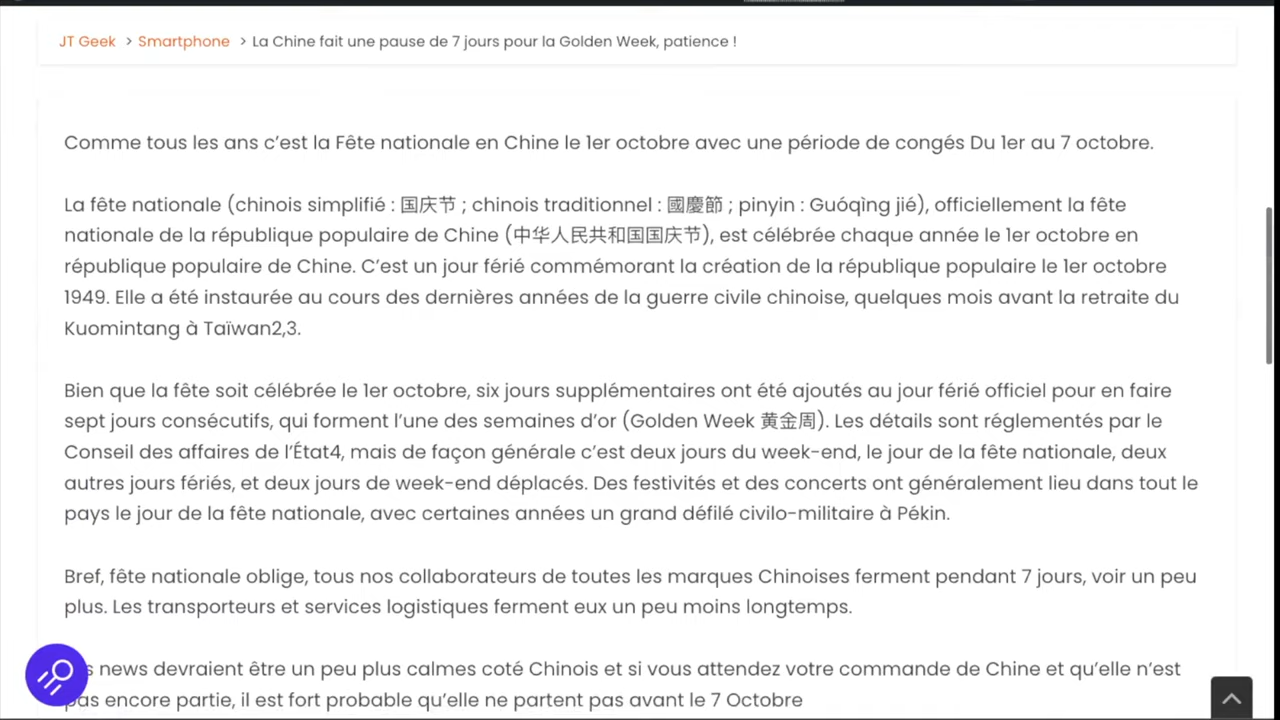 JT Geek > Smartphone > La Chine fait une pause de 7 jours pour la Golden Week, patience !
Comme tous les ans c’est la Fête nationale en Chine le 1er octobre avec une période de congés Du 1er au 7 octobre.
La fête nationale (chinois simplifié : 国庆节 ; chinois traditionnel : 國慶節 ; pinyin : Guóqìng jié), officiellement la fête
nationale de la république populaire de Chine (中华人民共和国国庆节), est célébrée chaque année le 1er octobre en
république populaire de Chine. C’est un jour férié commémorant la création de la république populaire le 1er octobre
1949. Elle a été instaurée au cours des dernières années de la guerre civile chinoise, quelques mois avant la retraite du
Kuomintang à Taïwan2,3.
Bien que la fête soit célébrée le 1er octobre, six jours supplémentaires ont été ajoutés au jour férié officiel pour en faire
sept jours consécutifs, qui forment l’une des semaines d’or (Golden Week 黄金周). Les détails sont réglementés par le
Conseil des affaires de l’État4, mais de façon générale c’est deux jours du week-end, le jour de la fête nationale, deux
autres jours fériés, et deux jours de week-end déplacés. Des festivités et des concerts ont généralement lieu dans tout le
pays le jour de la fête nationale, avec certaines années un grand défilé civilo-militaire à Pékin.
Bref, fête nationale oblige, tous nos collaborateurs de toutes les marques Chinoises ferment pendant 7 jours, voir un peu
plus. Les transporteurs et services logistiques ferment eux un peu moins longtemps.
news devraient être un peu plus calmes coté Chinois et si vous attendez votre commande de Chine et qu’elle n’est
pas encore partie, il est fort probable qu’elle ne partent pas avant le 7 Octobre